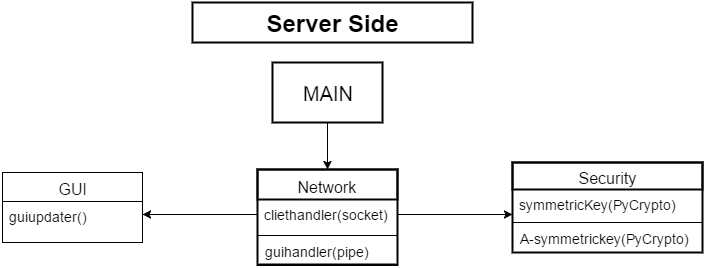 Server Side
MAIN
GUI
guiupdater()
Network
cliethandler(socket)
guihandler(pipe)
Security
symmetricKey(PyCrypto)
A-symmetrickey(PyCrypto)